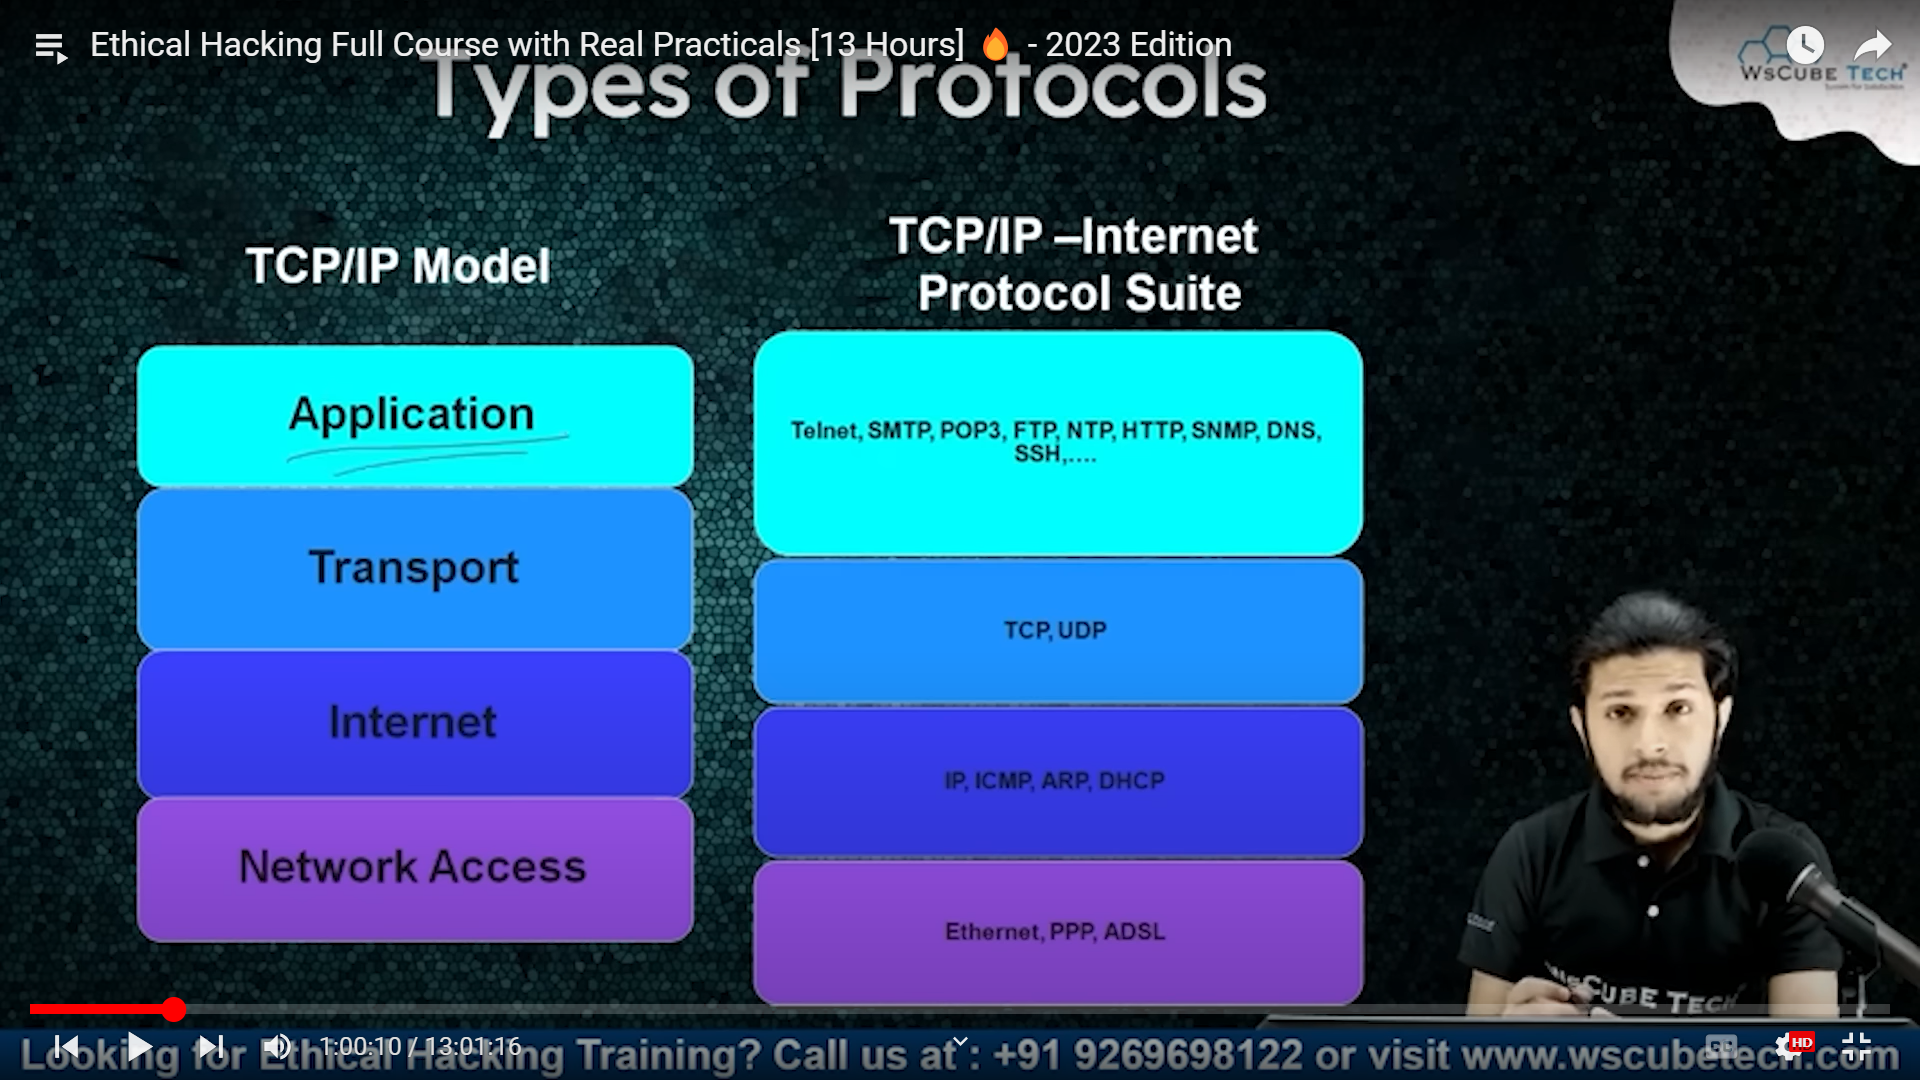 Ethical Hacking Full Course with Real Practicals [13 Hours] 🔥 - 2023 Edition
Types of Protocols
WSCUBE TECH
TCP/IP Model
TCP/IP –Internet
Protocol Suite
Application
Telnet, SMTP, POP3, FTP, NTP, HTTP, SNMP, DNS,
SSH,....
Transport
TCP, UDP
Internet
IP, ICMP, ARP, DHCP
Network Access
Ethernet, PPP, ADSL
WSCUBE TECH
1:00:10 / 13:01:16
HD
Looking for Ethical Hacking Training? Call us at : +91 9269698122 or visit www.wscubetech.com